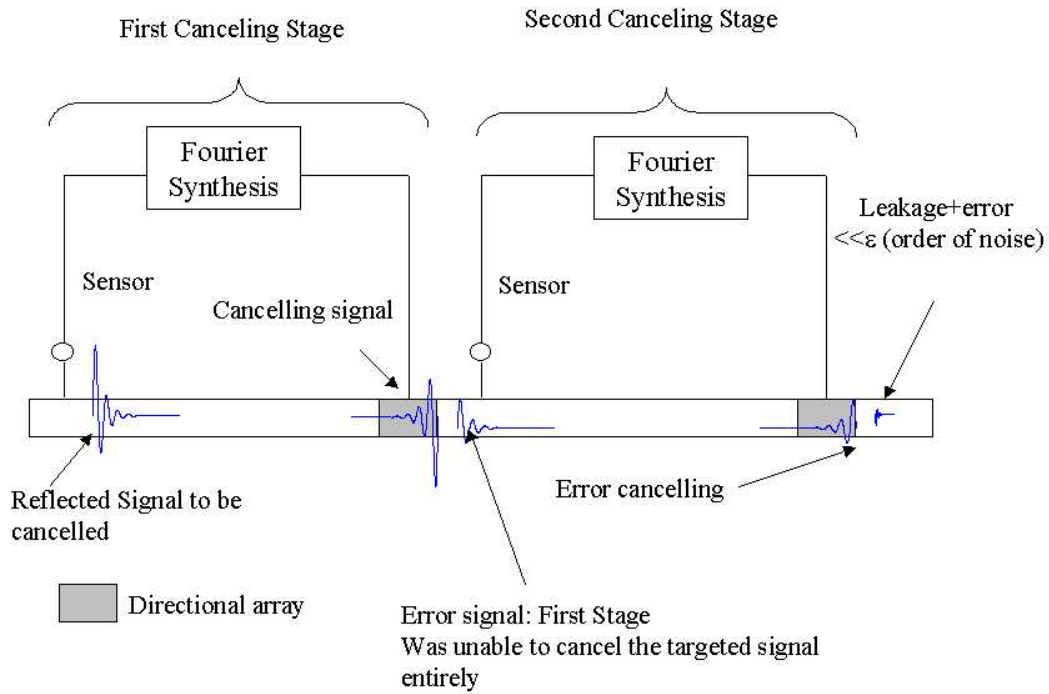 First Canceling Stage
Second Canceling Stage
Fourier
Synthesis
Fourier
Synthesis
Leakage+error
<<ε (order of noise)
Sensor
Sensor
Cancelling signal
Reflected Signal to be
cancelled
Error cancelling
Directional array
Error signal: First Stage
Was unable to cancel the targeted signal
entirely